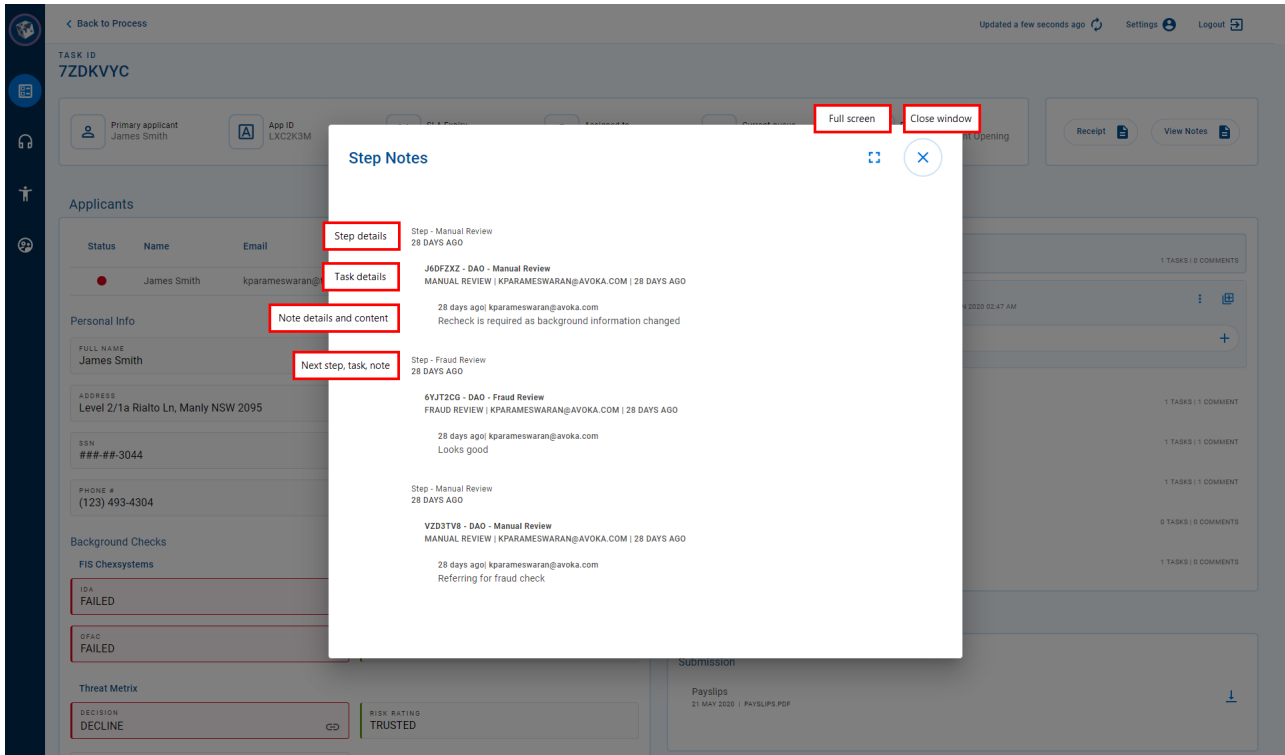 Back to Process
Updated a few seconds ago
Settings
Logout
TASK ID
7ZDKVYC
Primary applicant
James Smith
App ID
LXC2K3M
SLA Expiry
Assigned to
Current queue
nt Opening
Receipt
View Notes
Full screen
Close window
Step Notes
Applicants
Status Name Email
James Smith kparameswaran@
Step details
Step - Manual Review
28 DAYS AGO
Task details
J6DFZXZ - DAO - Manual Review
MANUAL REVIEW | KPARAMESWARAN@AVOKA.COM | 28 DAYS AGO
Note details and content
28 days ago| kparameswaran@avoka.com
Recheck is required as background information changed
Next step, task, note
Step - Fraud Review
28 DAYS AGO
6YJT2CG - DAO - Fraud Review
FRAUD REVIEW | KPARAMESWARAN@AVOKA.COM | 28 DAYS AGO
28 days ago| kparameswaran@avoka.com
Looks good
Step - Manual Review
28 DAYS AGO
VZD3TV8 - DAO - Manual Review
MANUAL REVIEW | KPARAMESWARAN@AVOKA.COM | 28 DAYS AGO
28 days ago| kparameswaran@avoka.com
Referring for fraud check
Personal Info
FULL NAME
James Smith
ADDRESS
Level 2/1a Rialto Ln, Manly NSW 2095
SSN
###-##-3044
PHONE #
(123) 493-4304
Background Checks
FIS Chexsystems
IDA
FAILED
OFAC
FAILED
Threat Metrix
DECISION
DECLINE
RISK RATING
TRUSTED
1 TASKS | 0 COMMENTS
2020 02:47 AM
1 TASKS | 1 COMMENT
1 TASKS | 1 COMMENT
1 TASKS | 1 COMMENT
0 TASKS | 0 COMMENTS
1 TASKS | 0 COMMENTS
Submission
Payslips
21 MAY 2020 | PAYSLIPS.PDF